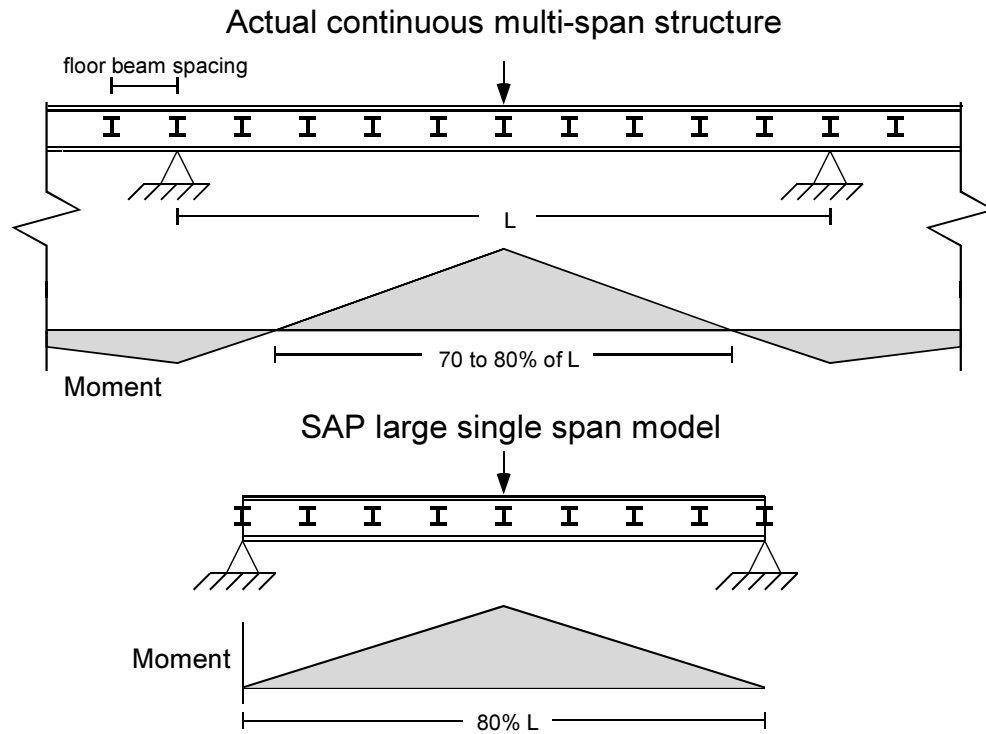 Actual continuous multi-span structure
floor beam spacing
L
70 to 80% of L
Moment
SAP large single span model
Moment
80% L